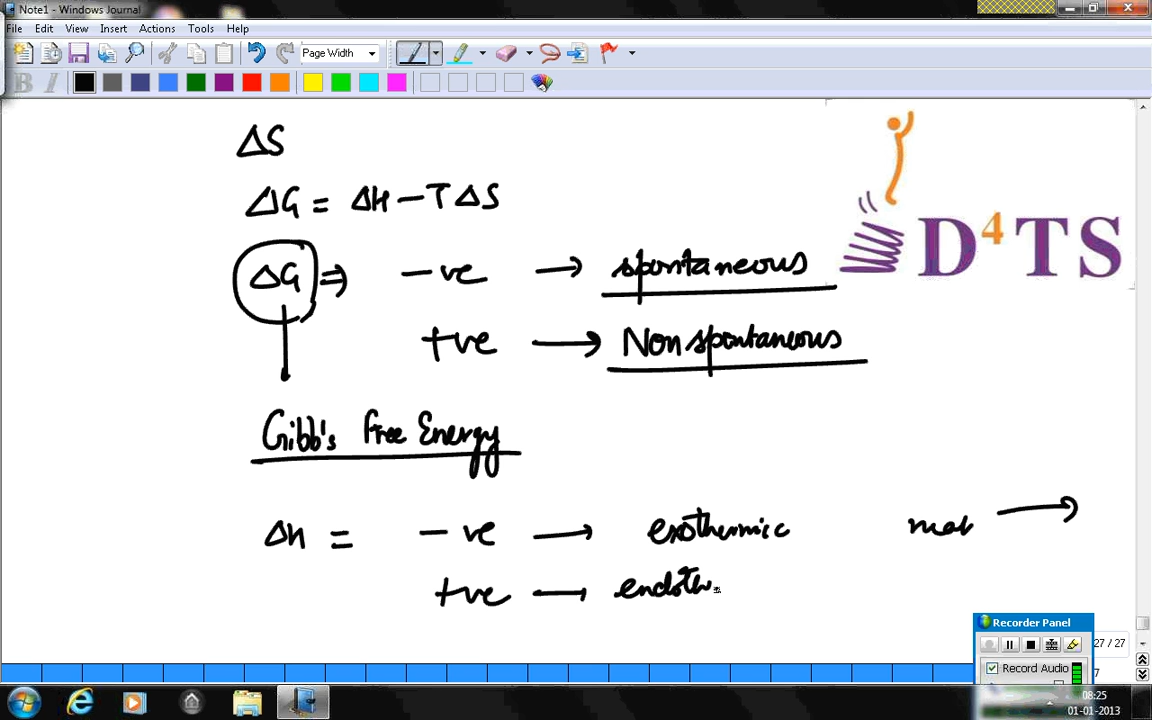 Note1 - Windows Journal
File Edit View Insert Actions Tools Help
Page Width
B I
ΔS
ΔG = ΔH - TΔS
D4TS
ΔG ⇒ -ve → spontaneous
+ve → Non spontaneous
Gibb's Free Energy
ΔH = -ve → exothermic
+ve → endoth
Recorder Panel
27 / 27
Record Audio
08:25
01-01-2013